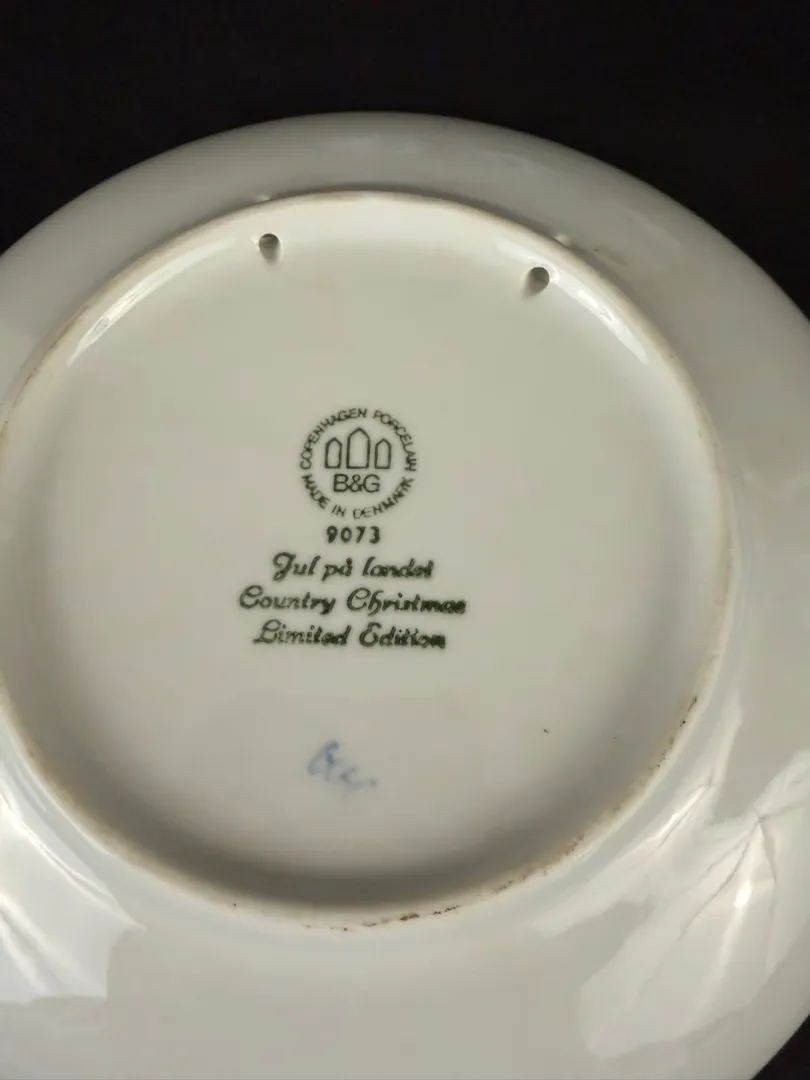 COPENHAGEN PORCELAIN
B&G
MADE IN DENMARK
9073
Jul på landet
Country Christmas
Limited Edition